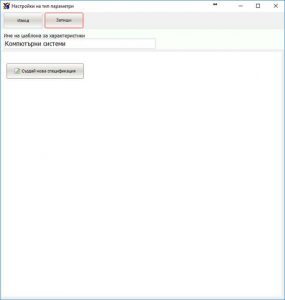 Настройки на тип параметри
Изход
Запиши
Име на шаблона за характеристики
Компютърни системи
Създай нова спецификация